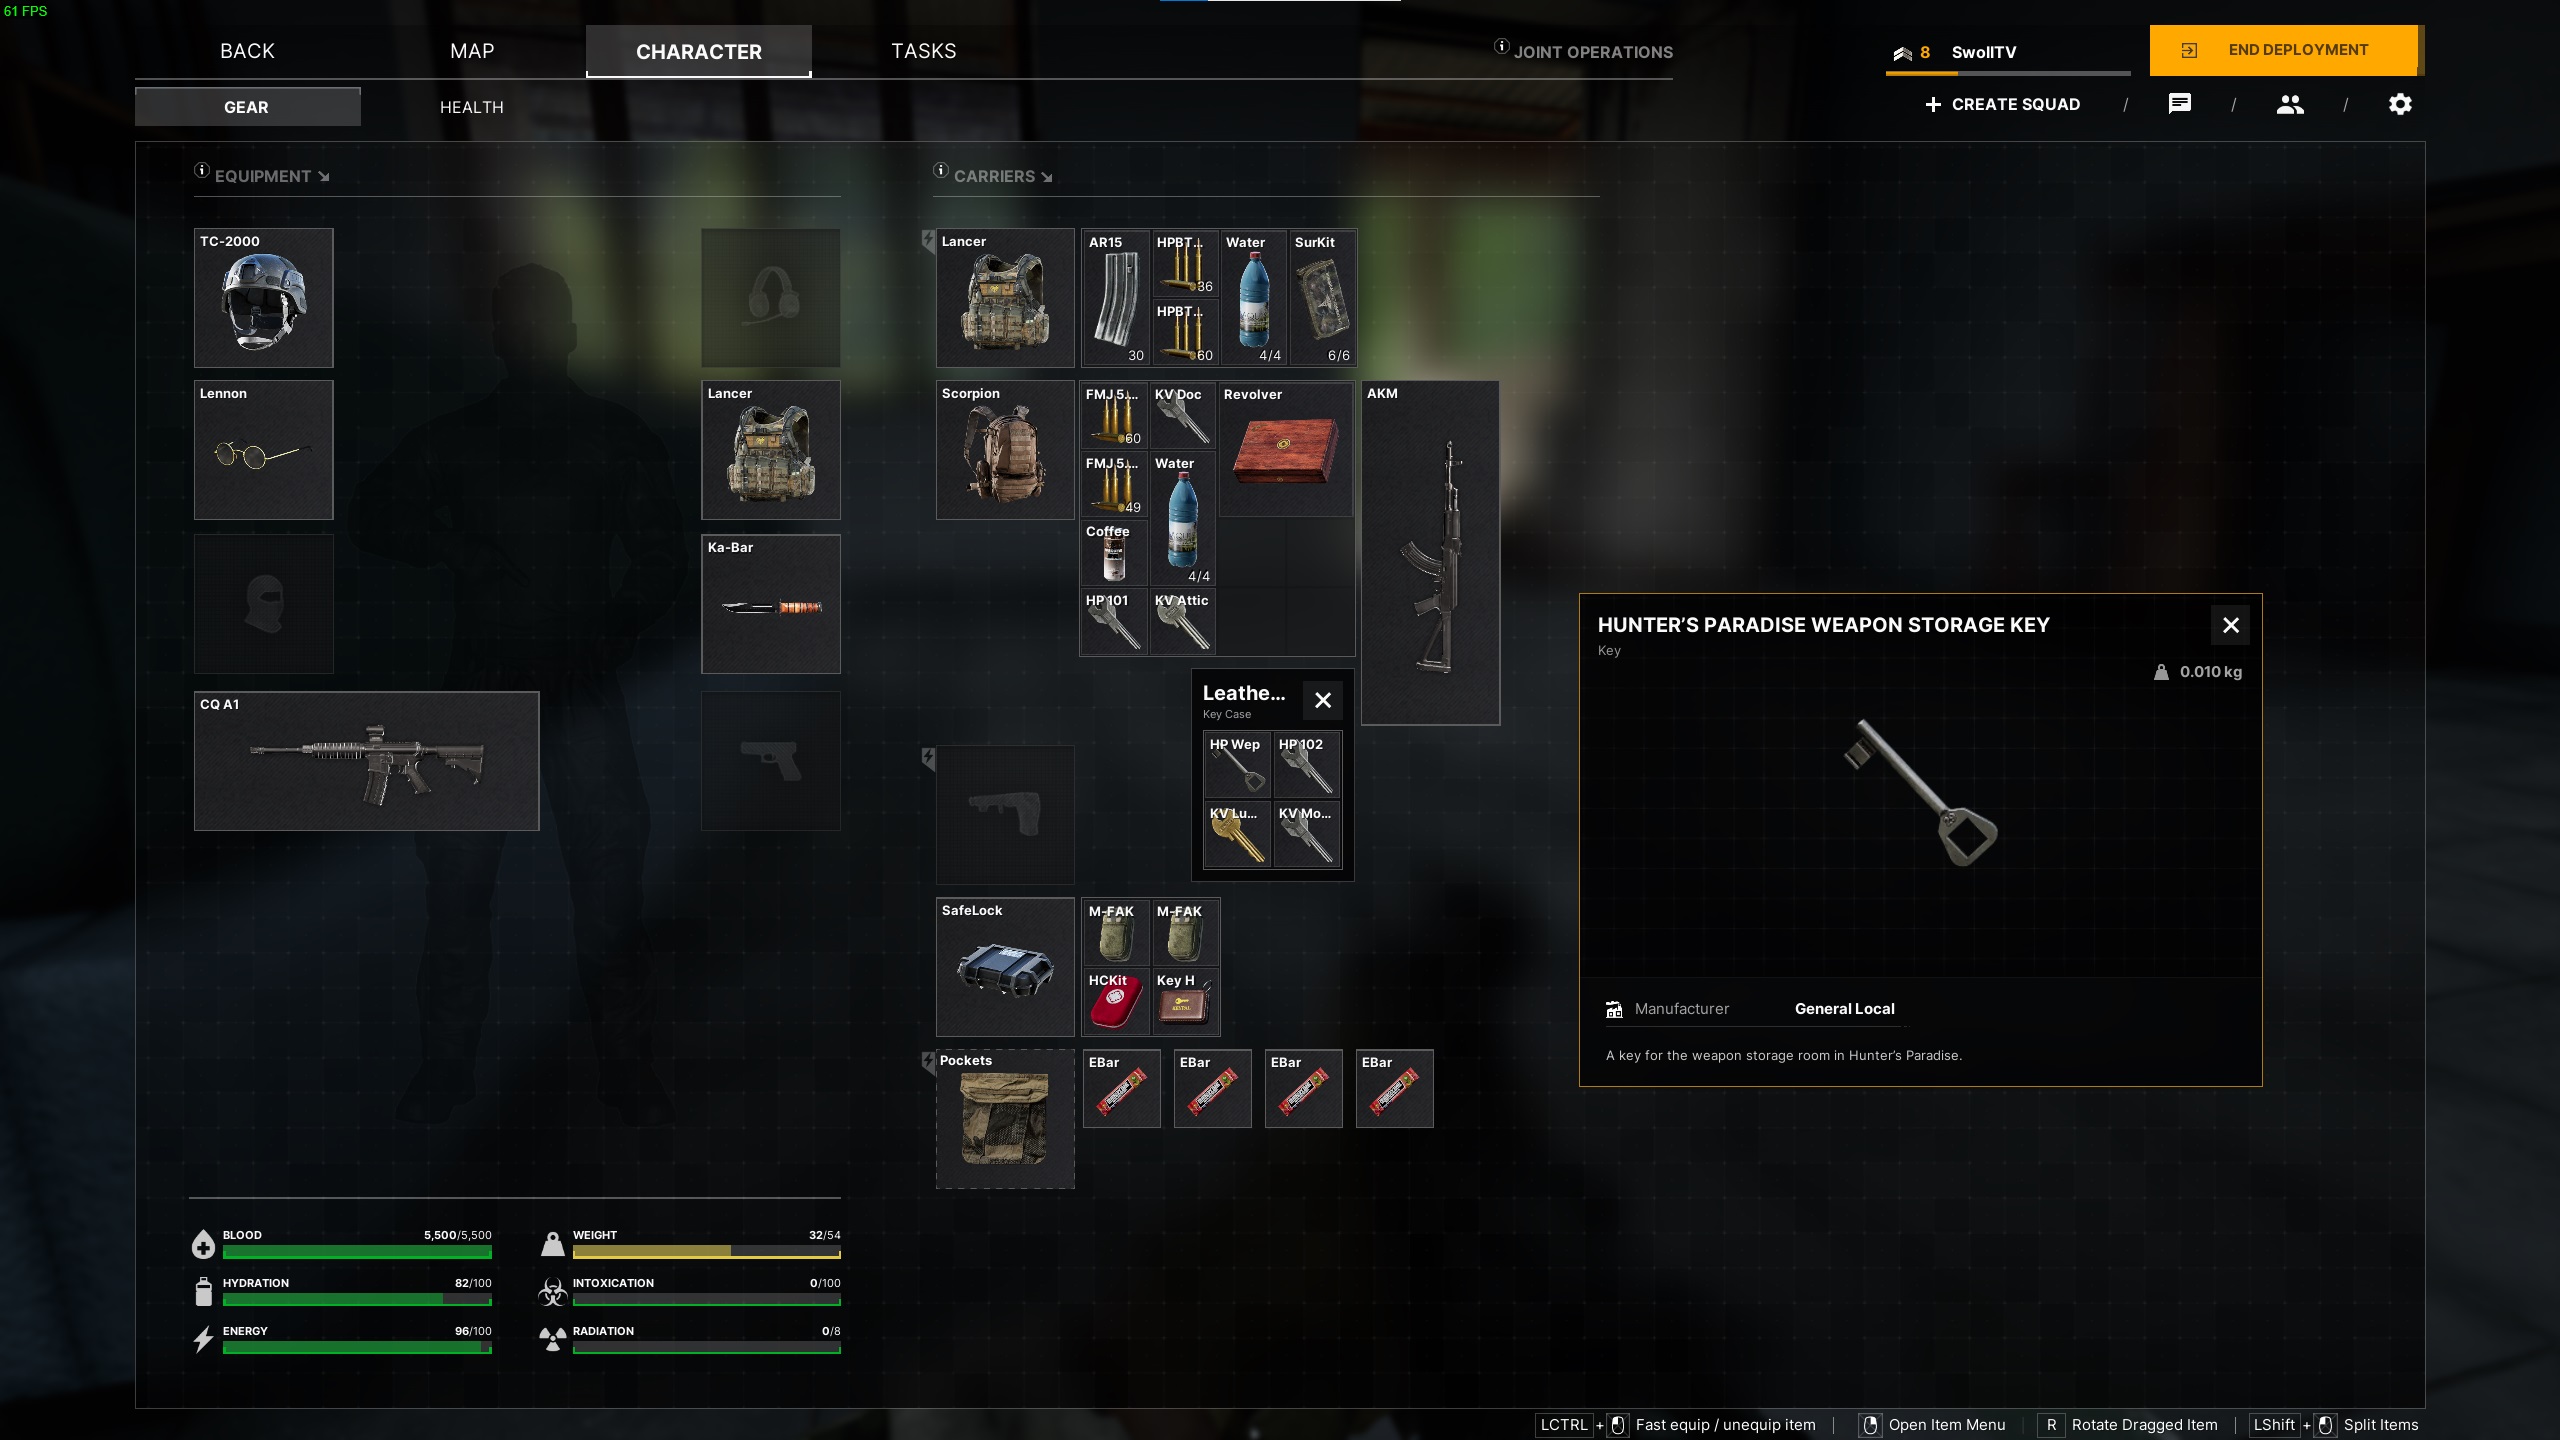 61 FPS
BACK
MAP
CHARACTER
TASKS
JOINT OPERATIONS
8 SwollTV
END DEPLOYMENT
GEAR
HEALTH
CREATE SQUAD / / /
EQUIPMENT
CARRIERS
TC-2000
Lancer
AR15
30
HPBT...
36
HPBT...
60
Water
4/4
SurKit
6/6
Lennon
Lancer
Scorpion
FMJ 5....
60
KV Doc
Revolver
AKM
FMJ 5....
49
Water
4/4
Coffee
HP 101
KV Attic
Ka-Bar
CQ A1
Leathe...
Key Case
HP Wep
HP 102
KV Lu...
KV Mo...
HUNTER'S PARADISE WEAPON STORAGE KEY
Key
0.010 kg
Manufacturer General Local
A key for the weapon storage room in Hunter's Paradise.
SafeLock
M-FAK
M-FAK
HCKit
Key H
Pockets
EBar
EBar
EBar
EBar
BLOOD 5,500/5,500
WEIGHT 32/54
HYDRATION 82/100
INTOXICATION 0/100
ENERGY 96/100
RADIATION 0/8
LCTRL + Fast equip / unequip item | Open Item Menu | R Rotate Dragged Item | LShift + Split Items